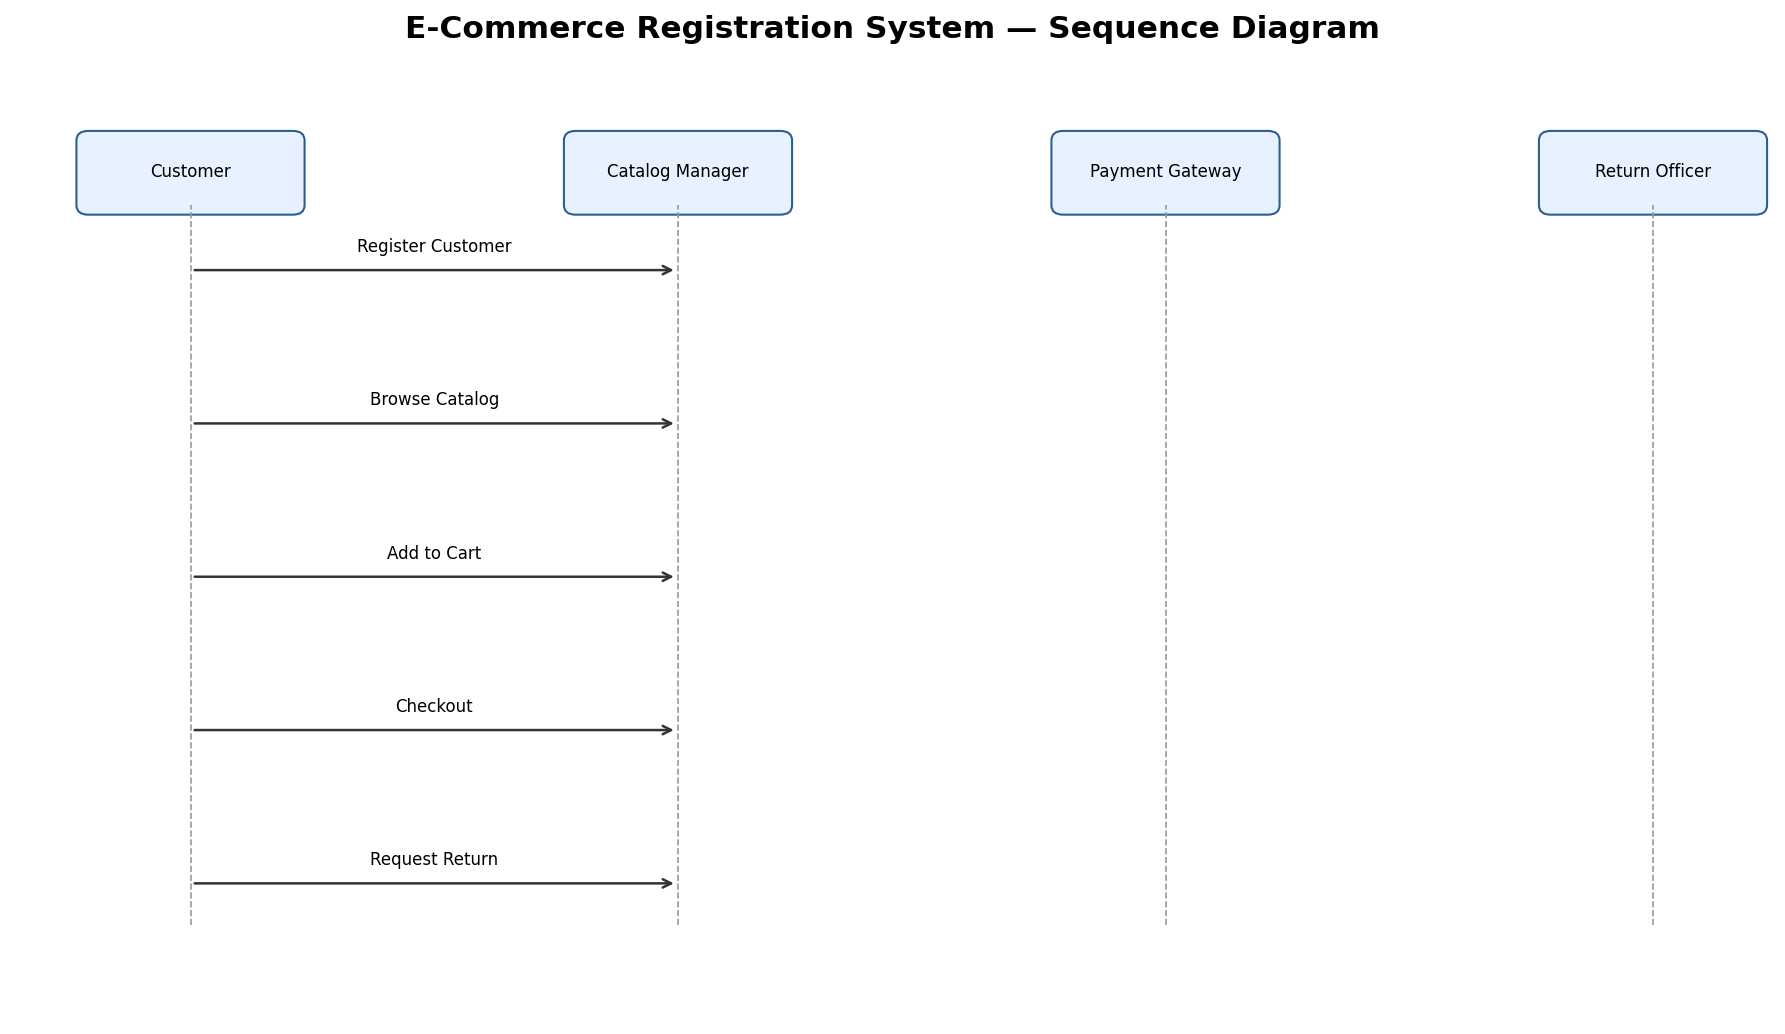 E-Commerce Registration System — Sequence Diagram
Customer
Catalog Manager
Payment Gateway
Return Officer
Register Customer
Browse Catalog
Add to Cart
Checkout
Request Return